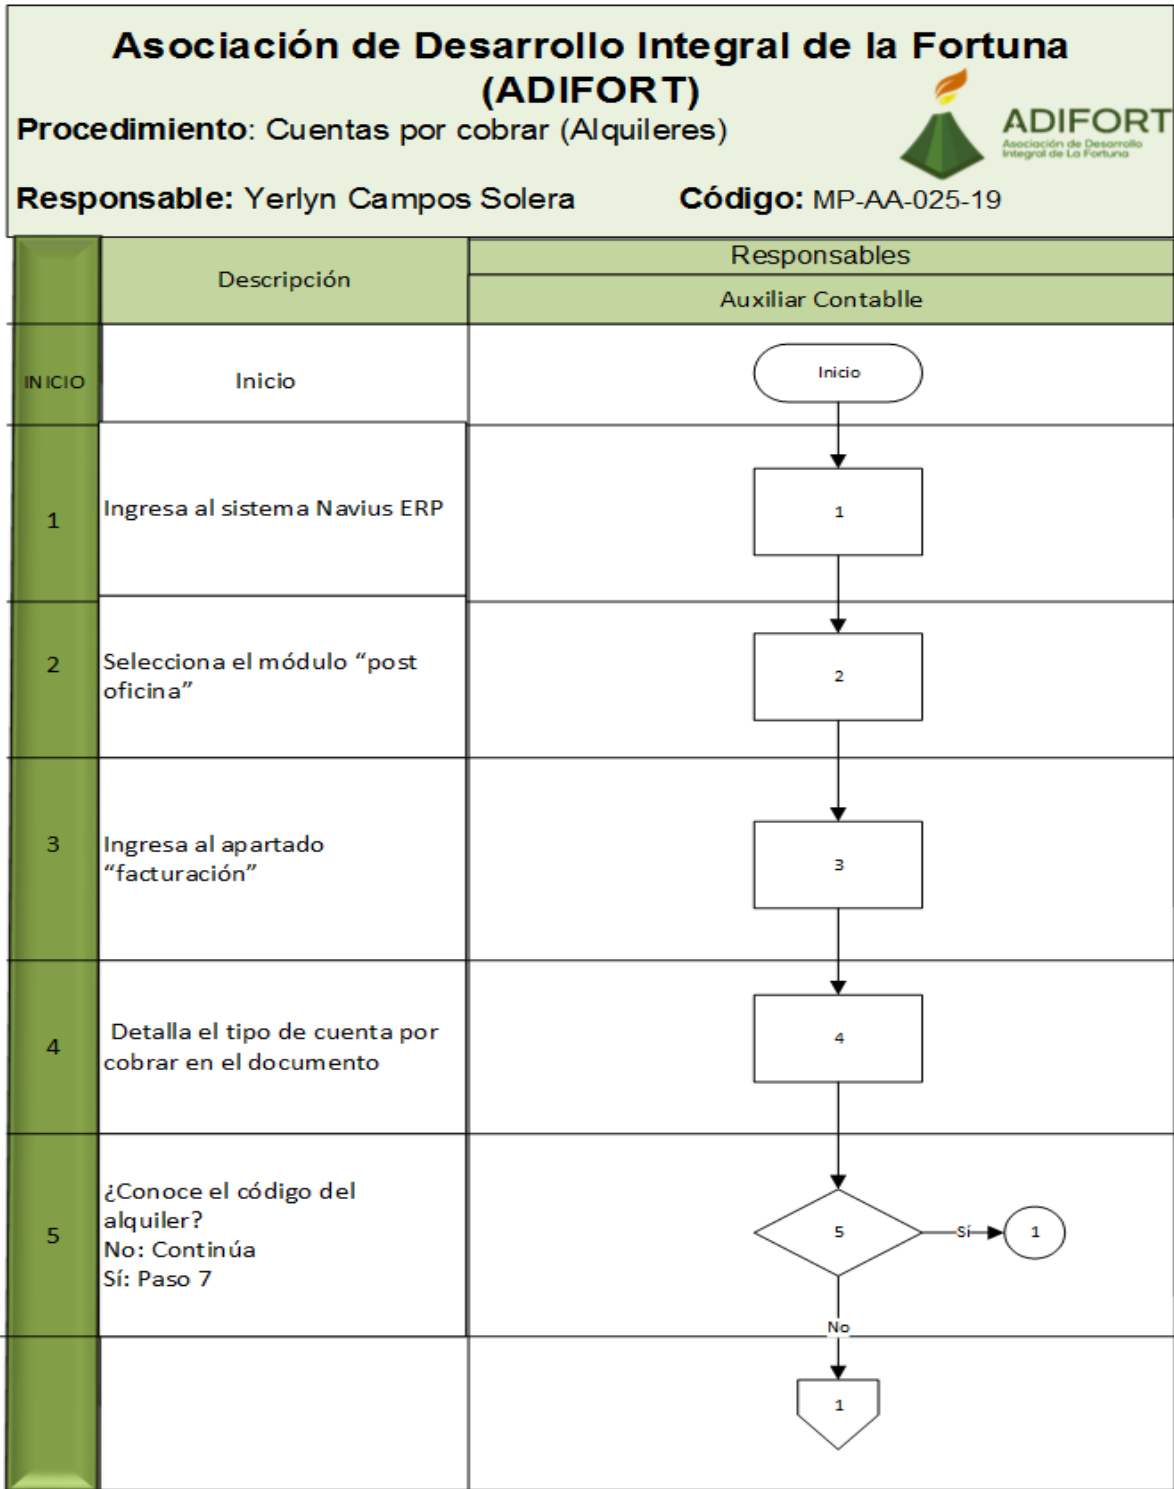 Asociación de Desarrollo Integral de la Fortuna
(ADIFORT)
Procedimiento: Cuentas por cobrar (Alquileres)
ADIFORT
Asociación de Desarrollo
Integral de La Fortuna
Responsable: Yerlyn Campos Solera Código: MP-AA-025-19
Descripción
Responsables
Auxiliar Contablle
INICIO
Inicio
Inicio
1
Ingresa al sistema Navius ERP
1
2
Selecciona el módulo “post
oficina”
2
3
Ingresa al apartado
“facturación”
3
4
Detalla el tipo de cuenta por
cobrar en el documento
4
5
¿Conoce el código del
alquiler?
No: Continúa
Sí: Paso 7
5
Sí
1
No
1